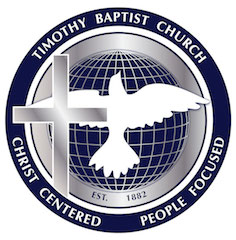 TIMOTHY BAPTIST CHURCH
EST. 1882
CHRIST CENTERED
PEOPLE FOCUSED